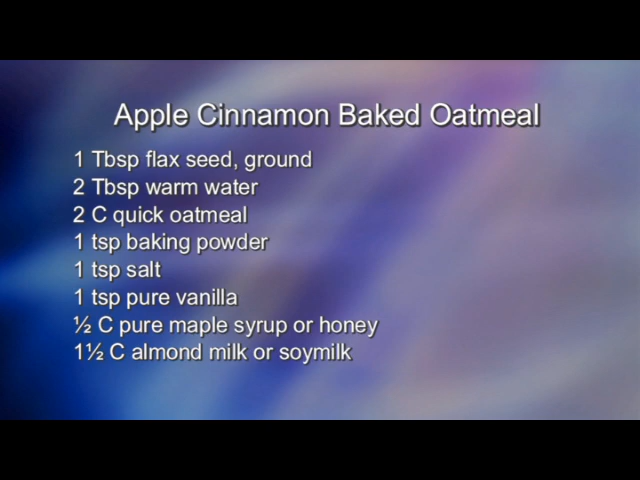 Apple Cinnamon Baked Oatmeal
1 Tbsp flax seed, ground
2 Tbsp warm water
2 C quick oatmeal
1 tsp baking powder
1 tsp salt
1 tsp pure vanilla
½ C pure maple syrup or honey
1½ C almond milk or soymilk